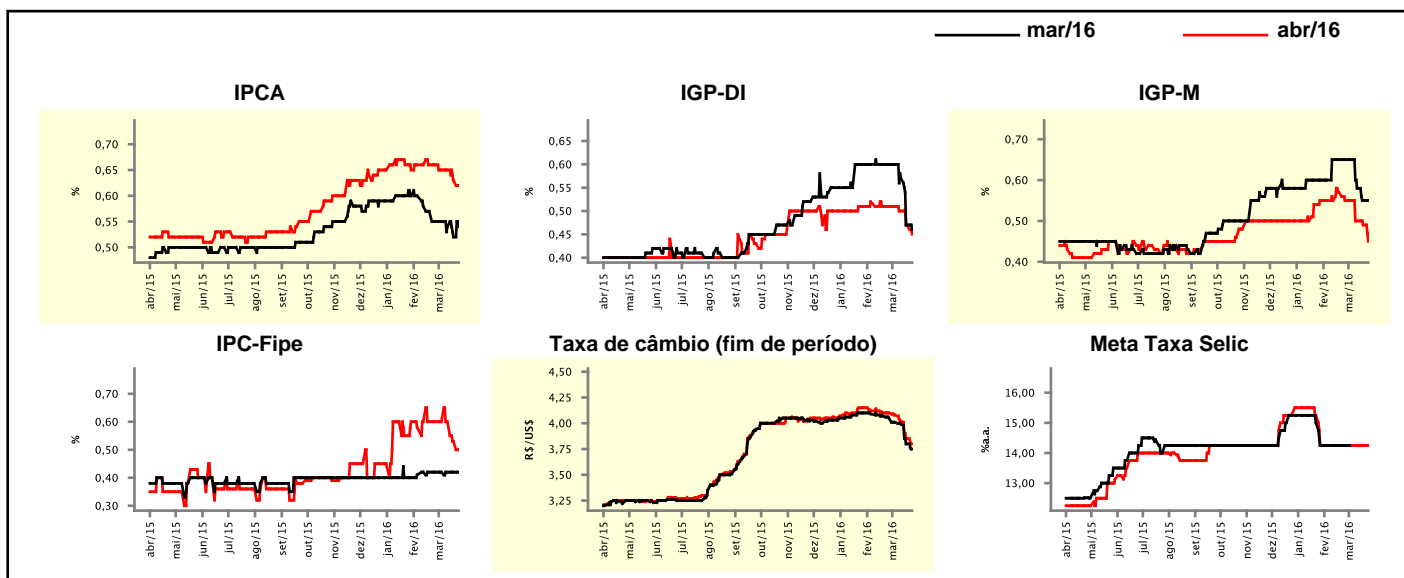 mar/16 abr/16
IPCA
%
0,70
0,65
0,60
0,55
0,50
abr/15 mai/15 jun/15 jul/15 ago/15 set/15 out/15 nov/15 dez/15 jan/16 fev/16 mar/16
IGP-DI
%
0,65
0,60
0,55
0,50
0,45
0,40
abr/15 mai/15 jun/15 jul/15 ago/15 set/15 out/15 nov/15 dez/15 jan/16 fev/16 mar/16
IGP-M
%
0,70
0,60
0,50
0,40
abr/15 mai/15 jun/15 jul/15 ago/15 set/15 out/15 nov/15 dez/15 jan/16 fev/16 mar/16
IPC-Fipe
%
0,70
0,60
0,50
0,40
0,30
abr/15 mai/15 jun/15 jul/15 ago/15 set/15 out/15 nov/15 dez/15 jan/16 fev/16 mar/16
Taxa de câmbio (fim de período)
R$/US$
4,50
4,25
4,00
3,75
3,50
3,25
abr/15 mai/15 jun/15 jul/15 ago/15 set/15 out/15 nov/15 dez/15 jan/16 fev/16 mar/16
Meta Taxa Selic
%a.a.
16,00
15,00
14,00
13,00
abr/15 mai/15 jun/15 jul/15 ago/15 set/15 out/15 nov/15 dez/15 jan/16 fev/16 mar/16